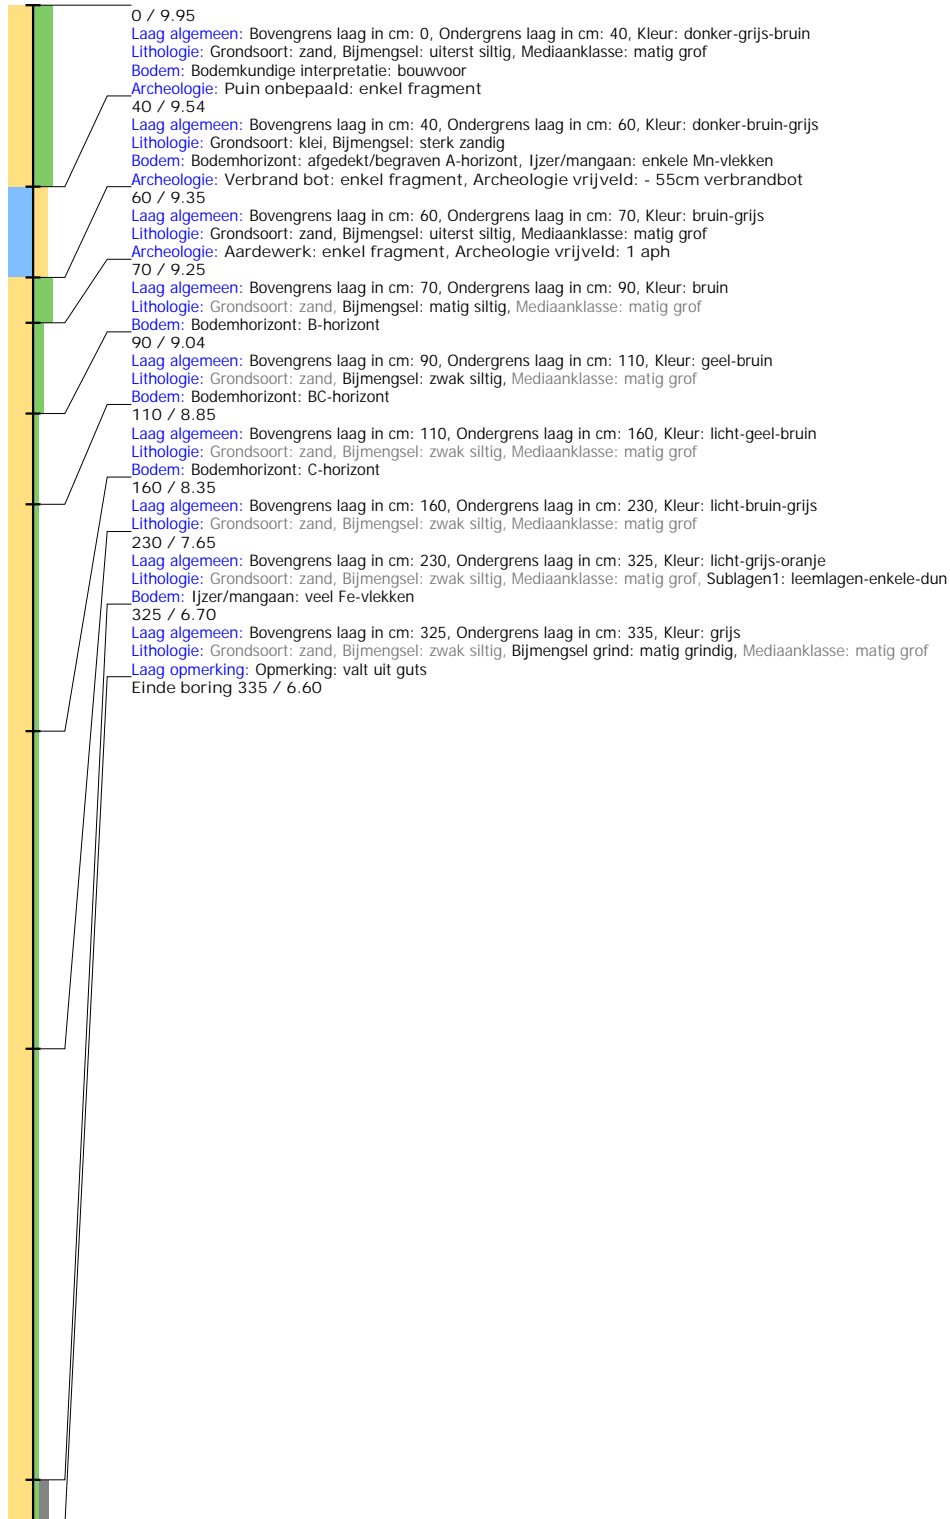 0 / 9.95
Laag algemeen: Bovengrens laag in cm: 0, Ondergrens laag in cm: 40, Kleur: donker-grijs-bruin
Lithologie: Grondsoort: zand, Bijmengsel: uiterst siltig, Mediaanklasse: matig grof
Bodem: Bodemkundige interpretatie: bouwvoor
Archeologie: Puin onbepaald: enkel fragment
40 / 9.54
Laag algemeen: Bovengrens laag in cm: 40, Ondergrens laag in cm: 60, Kleur: donker-bruin-grijs
Lithologie: Grondsoort: klei, Bijmengsel: sterk zandig
Bodem: Bodemhorizont: afgedekt/begraven A-horizont, Ijzer/mangaan: enkele Mn-vlekken
Archeologie: Verbrand bot: enkel fragment, Archeologie vrijveld: - 55cm verbrandbot
60 / 9.35
Laag algemeen: Bovengrens laag in cm: 60, Ondergrens laag in cm: 70, Kleur: bruin-grijs
Lithologie: Grondsoort: zand, Bijmengsel: uiterst siltig, Mediaanklasse: matig grof
Archeologie: Aardewerk: enkel fragment, Archeologie vrijveld: 1 aph
70 / 9.25
Laag algemeen: Bovengrens laag in cm: 70, Ondergrens laag in cm: 90, Kleur: bruin
Lithologie: Grondsoort: zand, Bijmengsel: matig siltig, Mediaanklasse: matig grof
Bodem: Bodemhorizont: B-horizont
90 / 9.04
Laag algemeen: Bovengrens laag in cm: 90, Ondergrens laag in cm: 110, Kleur: geel-bruin
Lithologie: Grondsoort: zand, Bijmengsel: zwak siltig, Mediaanklasse: matig grof
Bodem: Bodemhorizont: BC-horizont
110 / 8.85
Laag algemeen: Bovengrens laag in cm: 110, Ondergrens laag in cm: 160, Kleur: licht-geel-bruin
Lithologie: Grondsoort: zand, Bijmengsel: zwak siltig, Mediaanklasse: matig grof
Bodem: Bodemhorizont: C-horizont
160 / 8.35
Laag algemeen: Bovengrens laag in cm: 160, Ondergrens laag in cm: 230, Kleur: licht-bruin-grijs
Lithologie: Grondsoort: zand, Bijmengsel: zwak siltig, Mediaanklasse: matig grof
230 / 7.65
Laag algemeen: Bovengrens laag in cm: 230, Ondergrens laag in cm: 325, Kleur: licht-grijs-oranje
Lithologie: Grondsoort: zand, Bijmengsel: zwak siltig, Mediaanklasse: matig grof, Sublagen1: leemlagen-enkele-dun
Bodem: Ijzer/mangaan: veel Fe-vlekken
325 / 6.70
Laag algemeen: Bovengrens laag in cm: 325, Ondergrens laag in cm: 335, Kleur: grijs
Lithologie: Grondsoort: zand, Bijmengsel: zwak siltig, Bijmengsel grind: matig grindig, Mediaanklasse: matig grof
Laag opmerking: Opmerking: valt uit guts
Einde boring 335 / 6.60